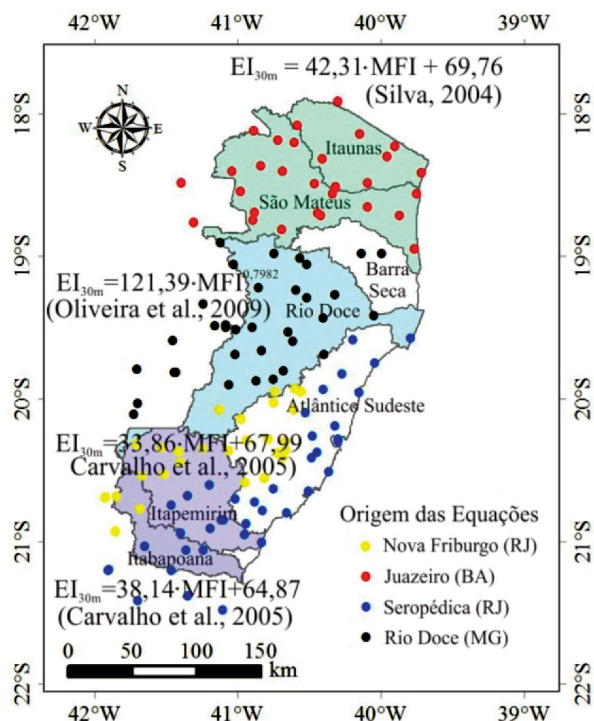 42°W 41°W 40°W 39°W
N
W E
S
EI30m = 42,31·MFI + 69,76
(Silva, 2004)
18°S 18°S
Itaunas
São Mateus
19°S 19°S
Barra
Seca
EI30m=121,39·MFI0,7982
(Oliveira et al., 2009)
Rio Doce
20°S 20°S
Atlântico Sudeste
EI30m=33,86·MFI+67,99
Carvalho et al., 2005)
Itapemirim
Itabapoana
21°S 21°S
EI30m=38,14·MFI+64,87
(Carvalho et al., 2005)
Origem das Equações
Nova Friburgo (RJ)
Juazeiro (BA)
Seropédica (RJ)
Rio Doce (MG)
0 50 100 150
km
22°S 22°S
42°W 41°W 40°W 39°W